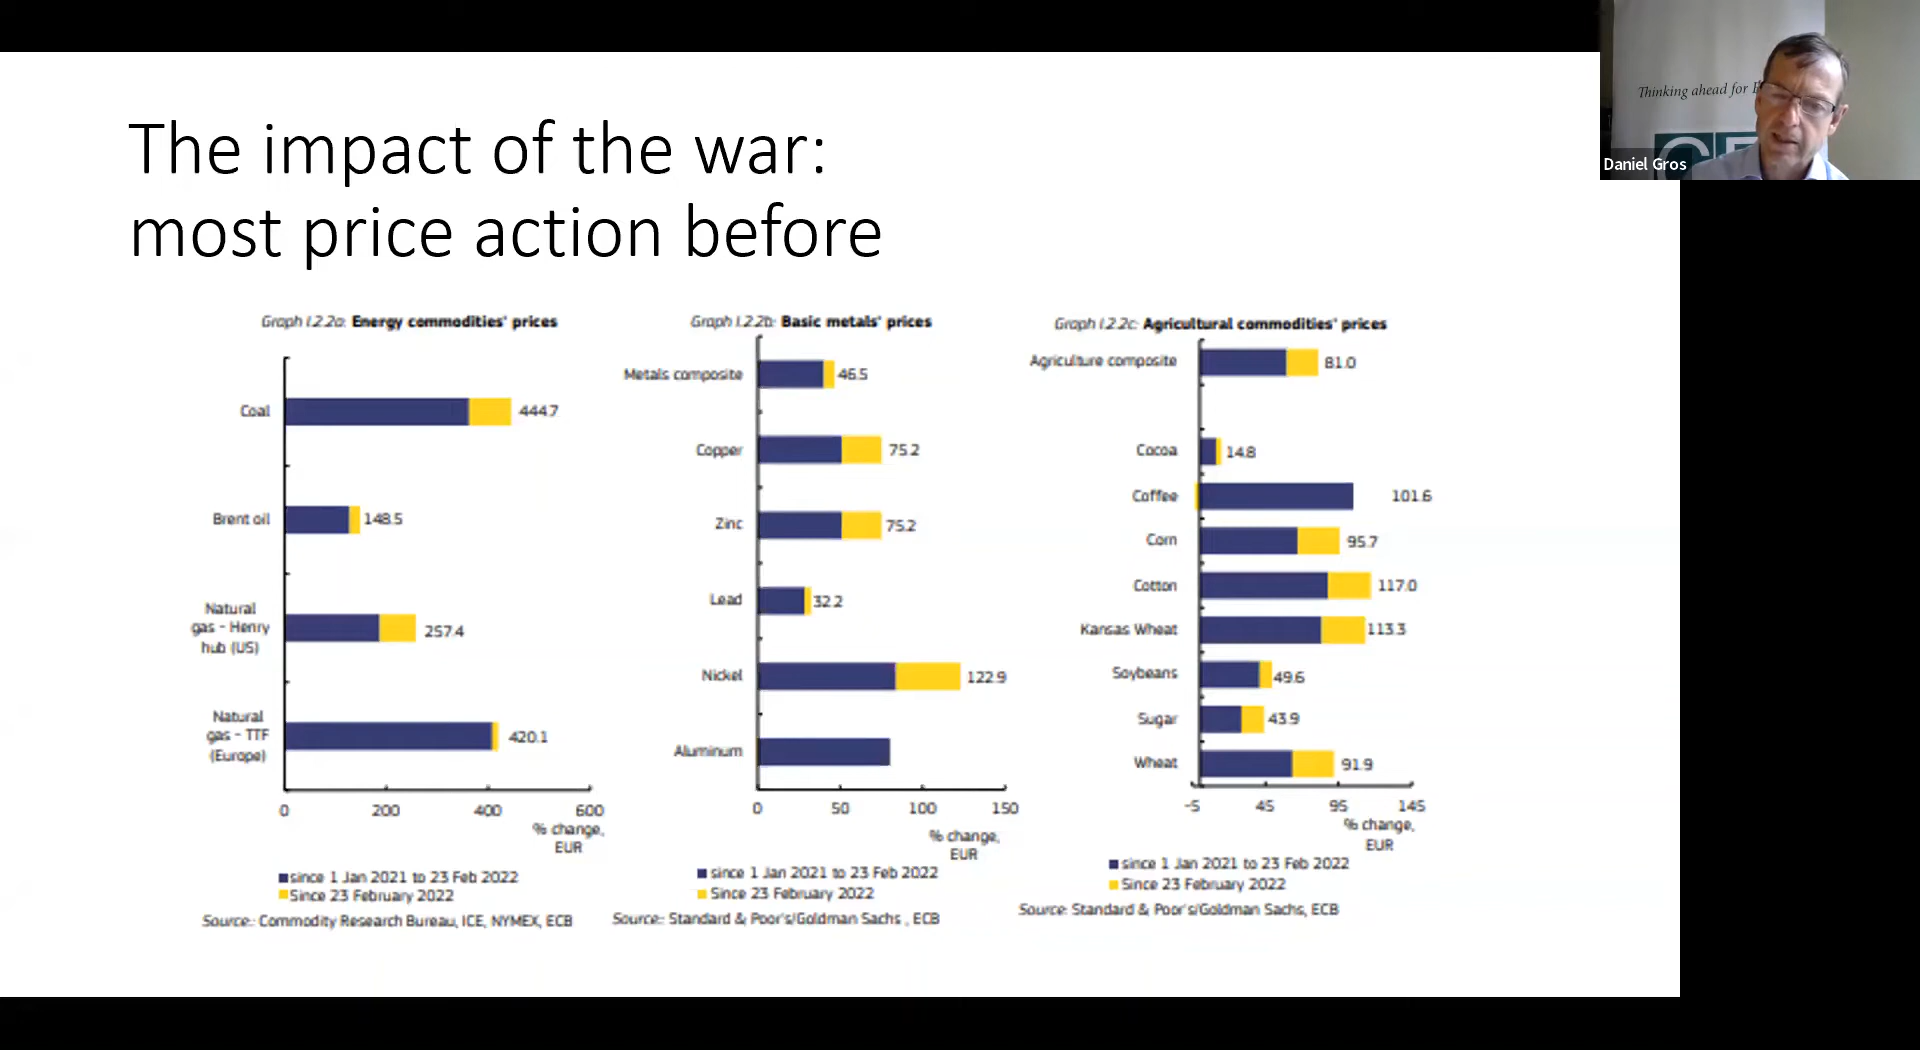 Thinking ahead for E
CE
Daniel Gros
The impact of the war:
most price action before
Graph I.2.2a: Energy commodities' prices
Coal
444.7
Brent oil
148.5
Natural
gas - Henry
hub (US)
257.4
Natural
gas - TTF
(Europe)
420.1
0 200 400 600
% change,
EUR
since 1 Jan 2021 to 23 Feb 2022
Since 23 February 2022
Source:: Commodity Research Bureau, ICE, NYMEX, ECB
Graph I.2.2b: Basic metals' prices
Metals composite 46.5
Copper 75.2
Zinc 75.2
Lead 32.2
Nickel 122.9
Aluminum
0 50 100 150
% change,
EUR
since 1 Jan 2021 to 23 Feb 2022
Since 23 February 2022
Source:: Standard & Poor's/Goldman Sachs , ECB
Graph I.2.2c: Agricultural commodities' prices
Agriculture composite 81.0
Cocoa 14.8
Coffee 101.6
Corn 95.7
Cotton 117.0
Kansas Wheat 113.3
Soybeans 49.6
Sugar 43.9
Wheat 91.9
-5 45 95 145
% change,
EUR
since 1 Jan 2021 to 23 Feb 2022
Since 23 February 2022
Source: Standard & Poor's/Goldman Sachs, ECB